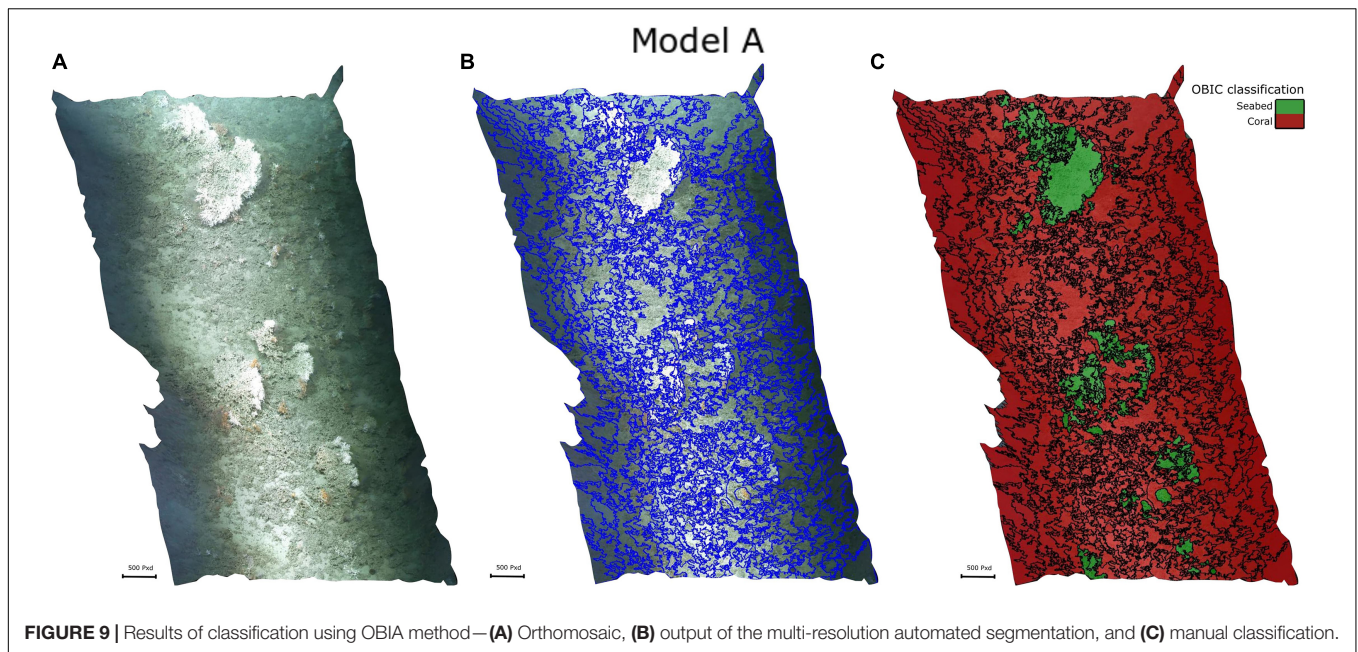 Model A
A
B
C
OBIC classification
Seabed
Coral
500 Pxd
500 Pxd
500 Pxd
FIGURE 9 | Results of classification using OBIA method—(A) Orthomosaic, (B) output of the multi-resolution automated segmentation, and (C) manual classification.